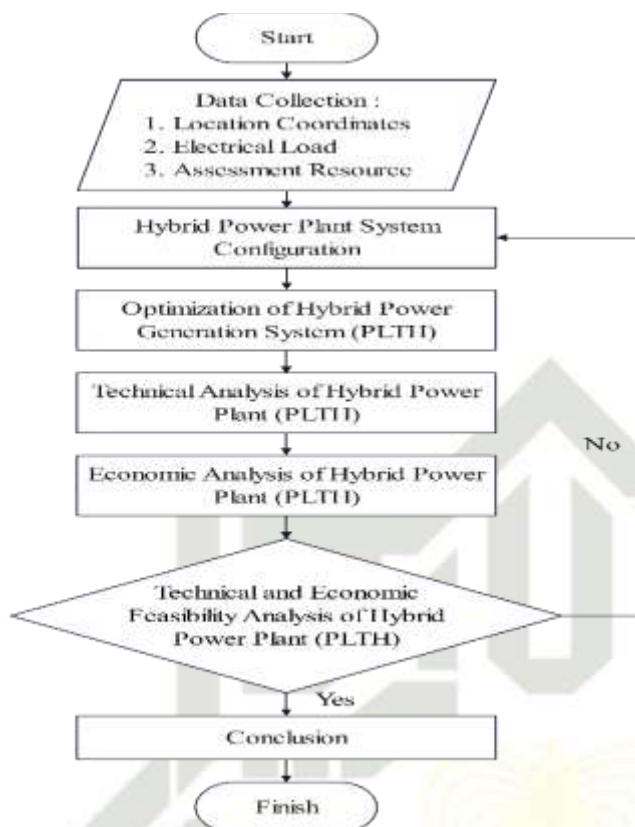 Start
Data Collection :
1. Location Coordinates
2. Electrical Load
3. Assessment Resource
Hybrid Power Plant System
Configuration
Optimization of Hybrid Power
Generation System (PLTH)
Technical Analysis of Hybrid Power
Plant (PLTH)
Economic Analysis of Hybrid Power
Plant (PLTH)
No
Technical and Economic
Feasibility Analysis of Hybrid
Power Plant (PLTH)
Yes
Conclusion
Finish